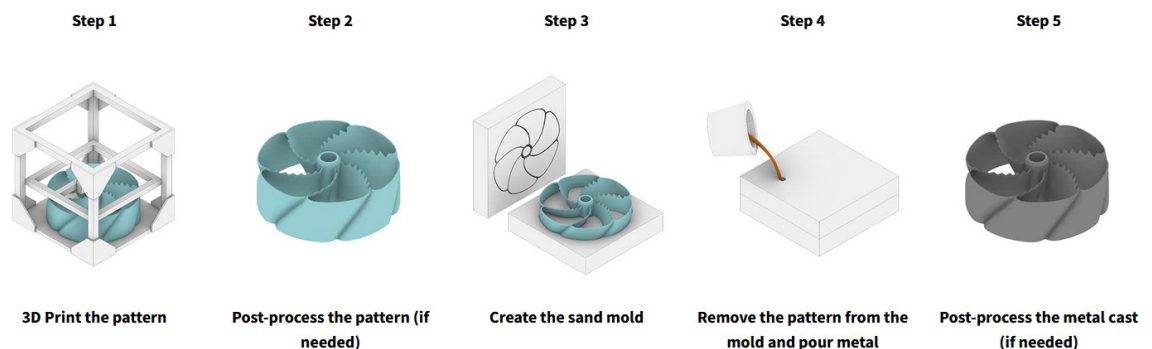 Step 1
Step 2
Step 3
Step 4
Step 5
3D Print the pattern
Post-process the pattern (if
needed)
Create the sand mold
Remove the pattern from the
mold and pour metal
Post-process the metal cast
(if needed)